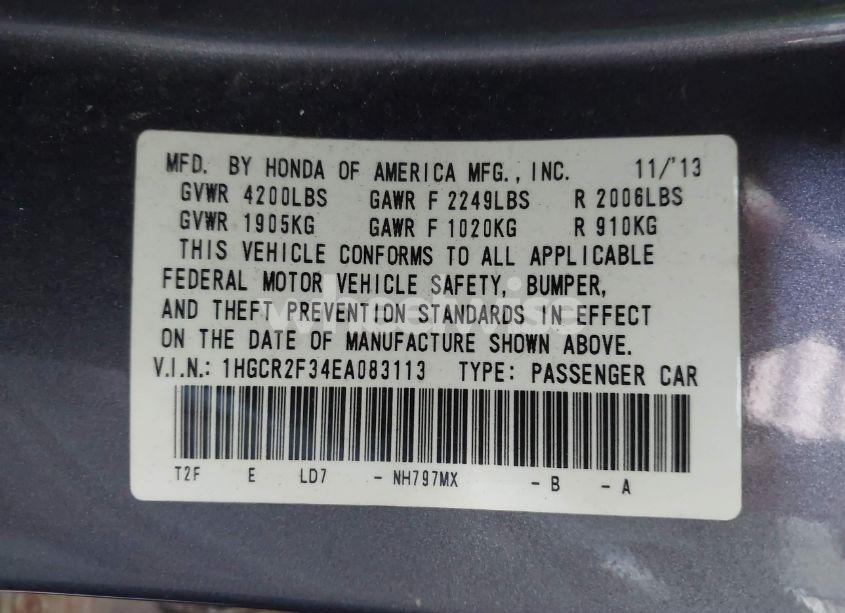 MFD. BY HONDA OF AMERICA MFG., INC. 11/'13
GVWR 4200LBS GAWR F 2249LBS R 2006LBS
GVWR 1905KG GAWR F 1020KG R 910KG
THIS VEHICLE CONFORMS TO ALL APPLICABLE
FEDERAL MOTOR VEHICLE SAFETY, BUMPER,
AND THEFT PREVENTION STANDARDS IN EFFECT
ON THE DATE OF MANUFACTURE SHOWN ABOVE.
V.I.N.: 1HGCR2F34EA083113 TYPE: PASSENGER CAR
T2F E LD7 - NH797MX - B - A
wheelwise